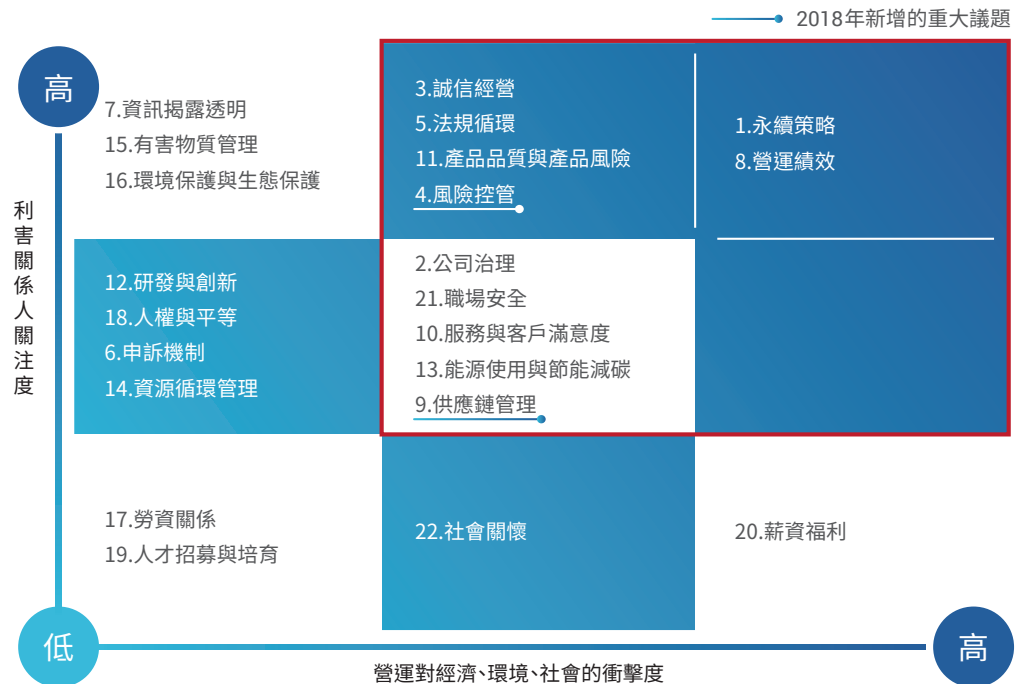 2018年新增的重大議題
高
7.資訊揭露透明
15.有害物質管理
16.環境保護與生態保護
3.誠信經營
5.法規循環
11.產品品質與產品風險
4.風險控管
1.永續策略
8.營運績效
利害關係人關注度
12.研發與創新
18.人權與平等
6.申訴機制
14.資源循環管理
2.公司治理
21.職場安全
10.服務與客戶滿意度
13.能源使用與節能減碳
9.供應鏈管理
17.勞資關係
19.人才招募與培育
22.社會關懷
20.薪資福利
低
營運對經濟、環境、社會的衝擊度
高